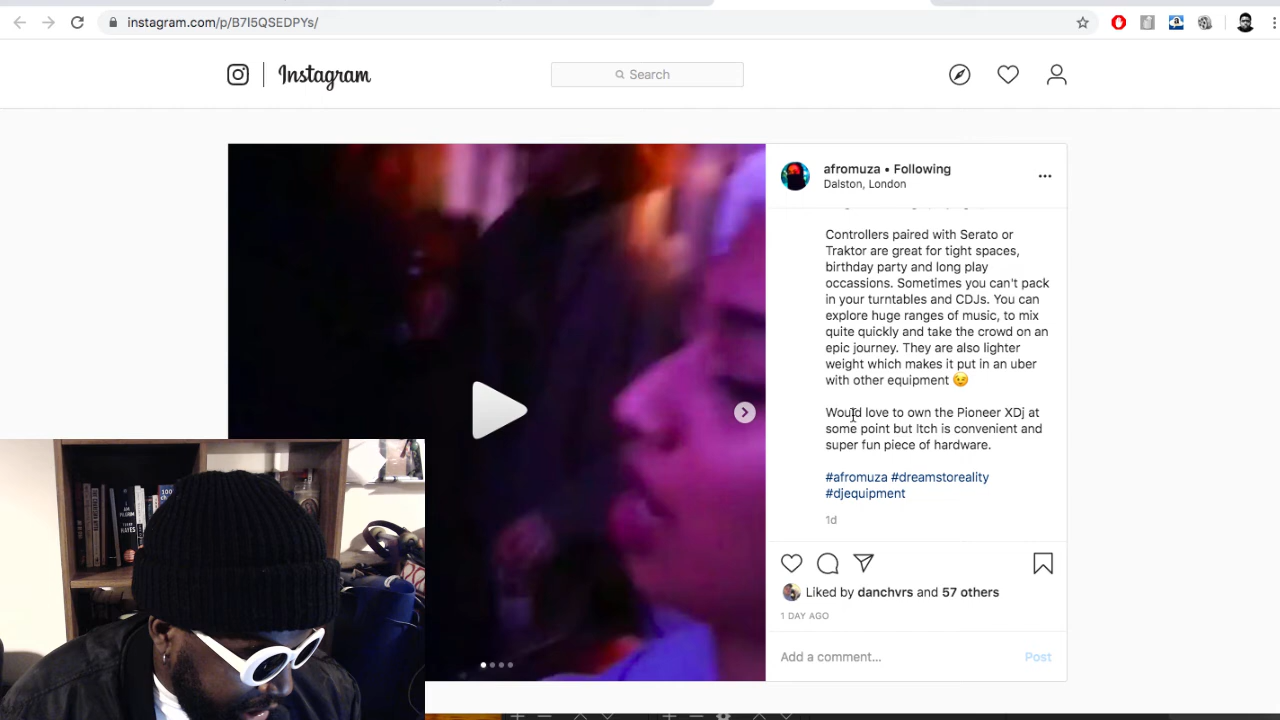 instagram.com/p/B7I5QSEDPYs/
Instagram
Search
afromuza • Following
Dalston, London
Controllers paired with Serato or
Traktor are great for tight spaces,
birthday party and long play
occassions. Sometimes you can't pack
in your turntables and CDJs. You can
explore huge ranges of music, to mix
quite quickly and take the crowd on an
epic journey. They are also lighter
weight which makes it put in an uber
with other equipment 😉
Would love to own the Pioneer XDj at
some point but Itch is convenient and
super fun piece of hardware.
#afromuza #dreamstoreality
#djequipment
1d
Liked by danchvrs and 57 others
1 DAY AGO
Add a comment... Post